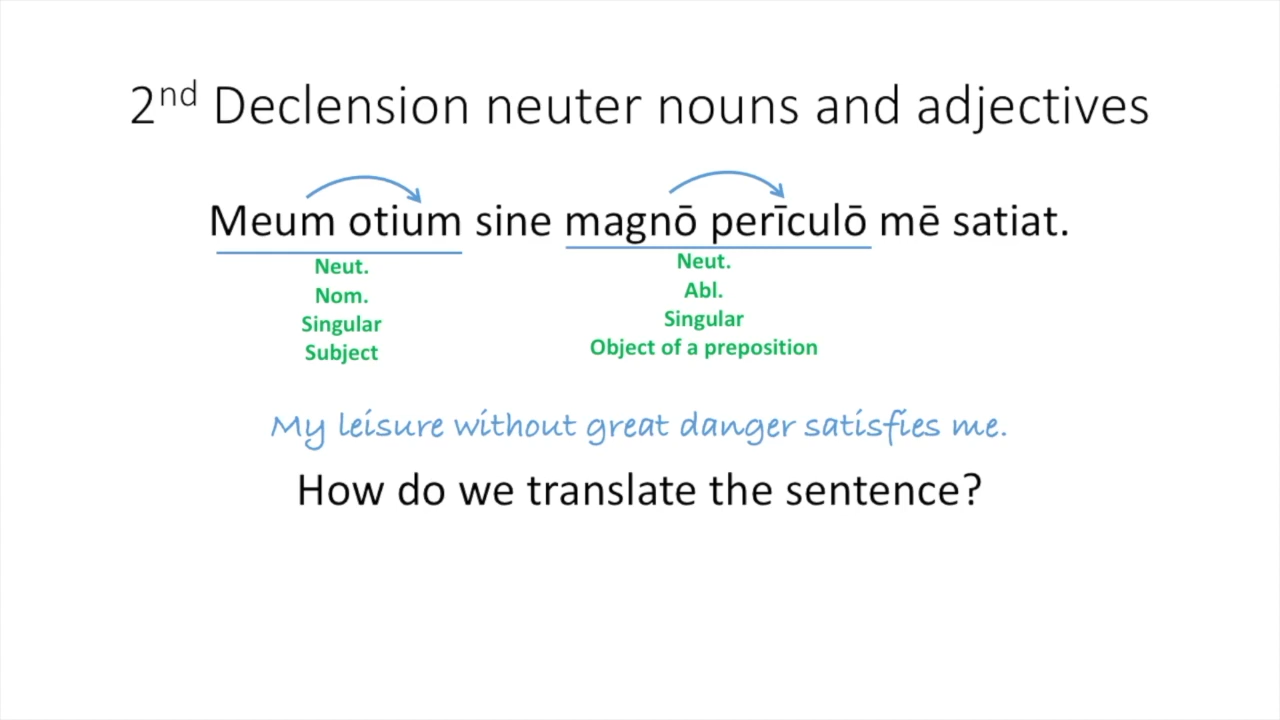 2nd Declension neuter nouns and adjectives
Meum otium sine magnō perīculō mē satiat.
Neut.
Nom.
Singular
Subject
Neut.
Abl.
Singular
Object of a preposition
My leisure without great danger satisfies me.
How do we translate the sentence?